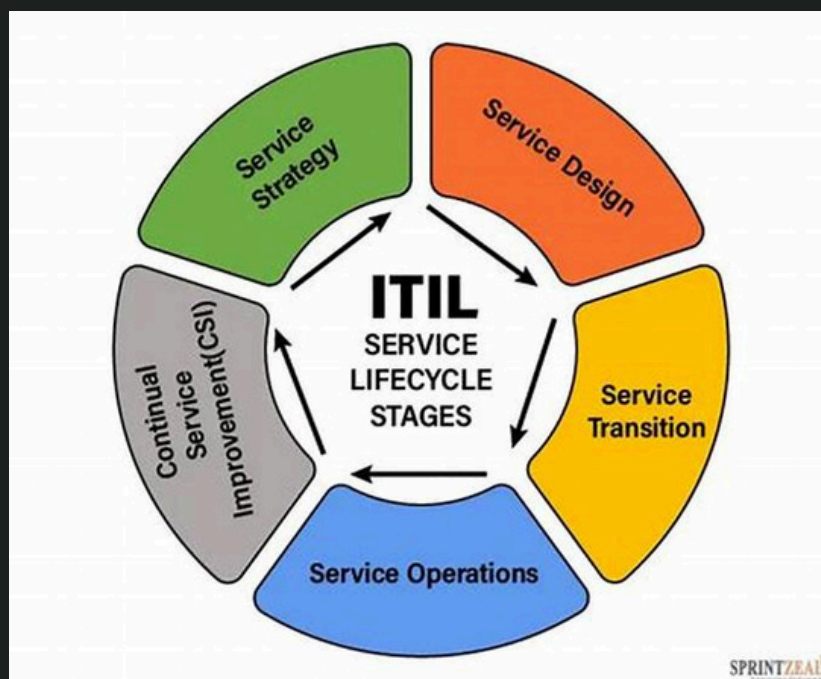 Service
Strategy
Service Design
Service
Transition
Service Operations
Continual
Service
Improvement(CSI)
ITIL
SERVICE
LIFECYCLE
STAGES
SPRINTZEAL